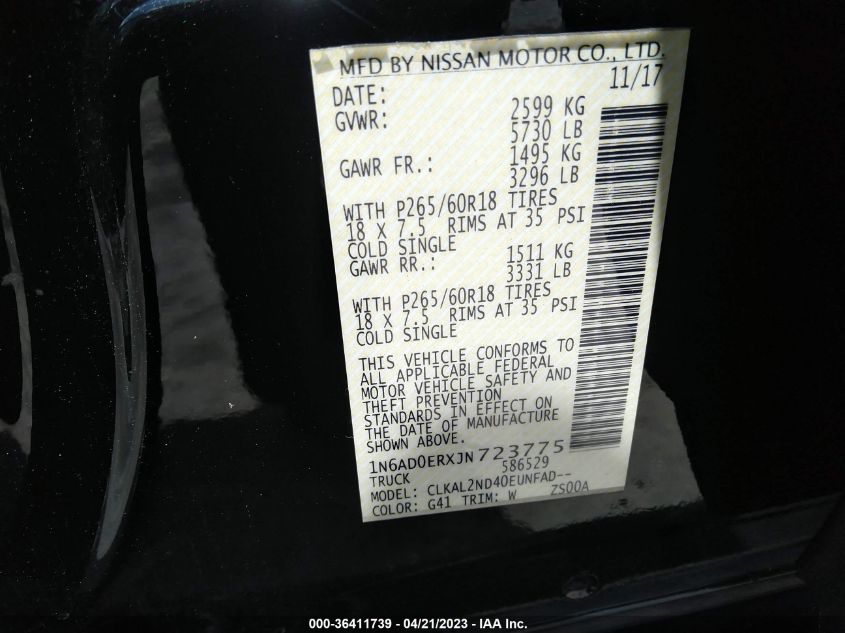 MFD BY NISSAN MOTOR CO., LTD.
DATE: 11/17
GVWR: 2599 KG
5730 LB
GAWR FR.: 1495 KG
3296 LB
WITH P265/60R18 TIRES
18 X 7.5 RIMS AT 35 PSI
COLD SINGLE
GAWR RR.: 1511 KG
3331 LB
WITH P265/60R18 TIRES
18 X 7.5 RIMS AT 35 PSI
COLD SINGLE
THIS VEHICLE CONFORMS TO
ALL APPLICABLE FEDERAL
MOTOR VEHICLE SAFETY AND
THEFT PREVENTION
STANDARDS IN EFFECT ON
THE DATE OF MANUFACTURE
SHOWN ABOVE.
1N6AD0ERXJN723775
TRUCK 586529
MODEL: CLKAL2ND40EUNFAD--
COLOR: G41 TRIM: W ZS00A
000-36411739 - 04/21/2023 - IAA Inc.